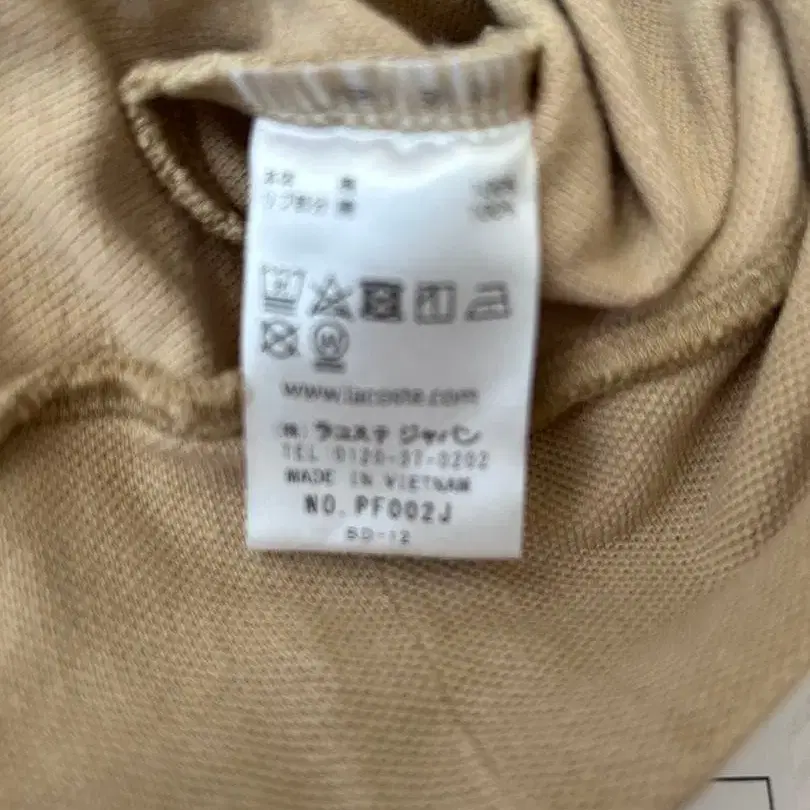 本体 綿 100%
リブ部分 綿 100%
www.lacoste.com
(株) ラコステ ジャパン
TEL 0120-37-0202
MADE IN VIETNAM
NO. PF002J
SD-12